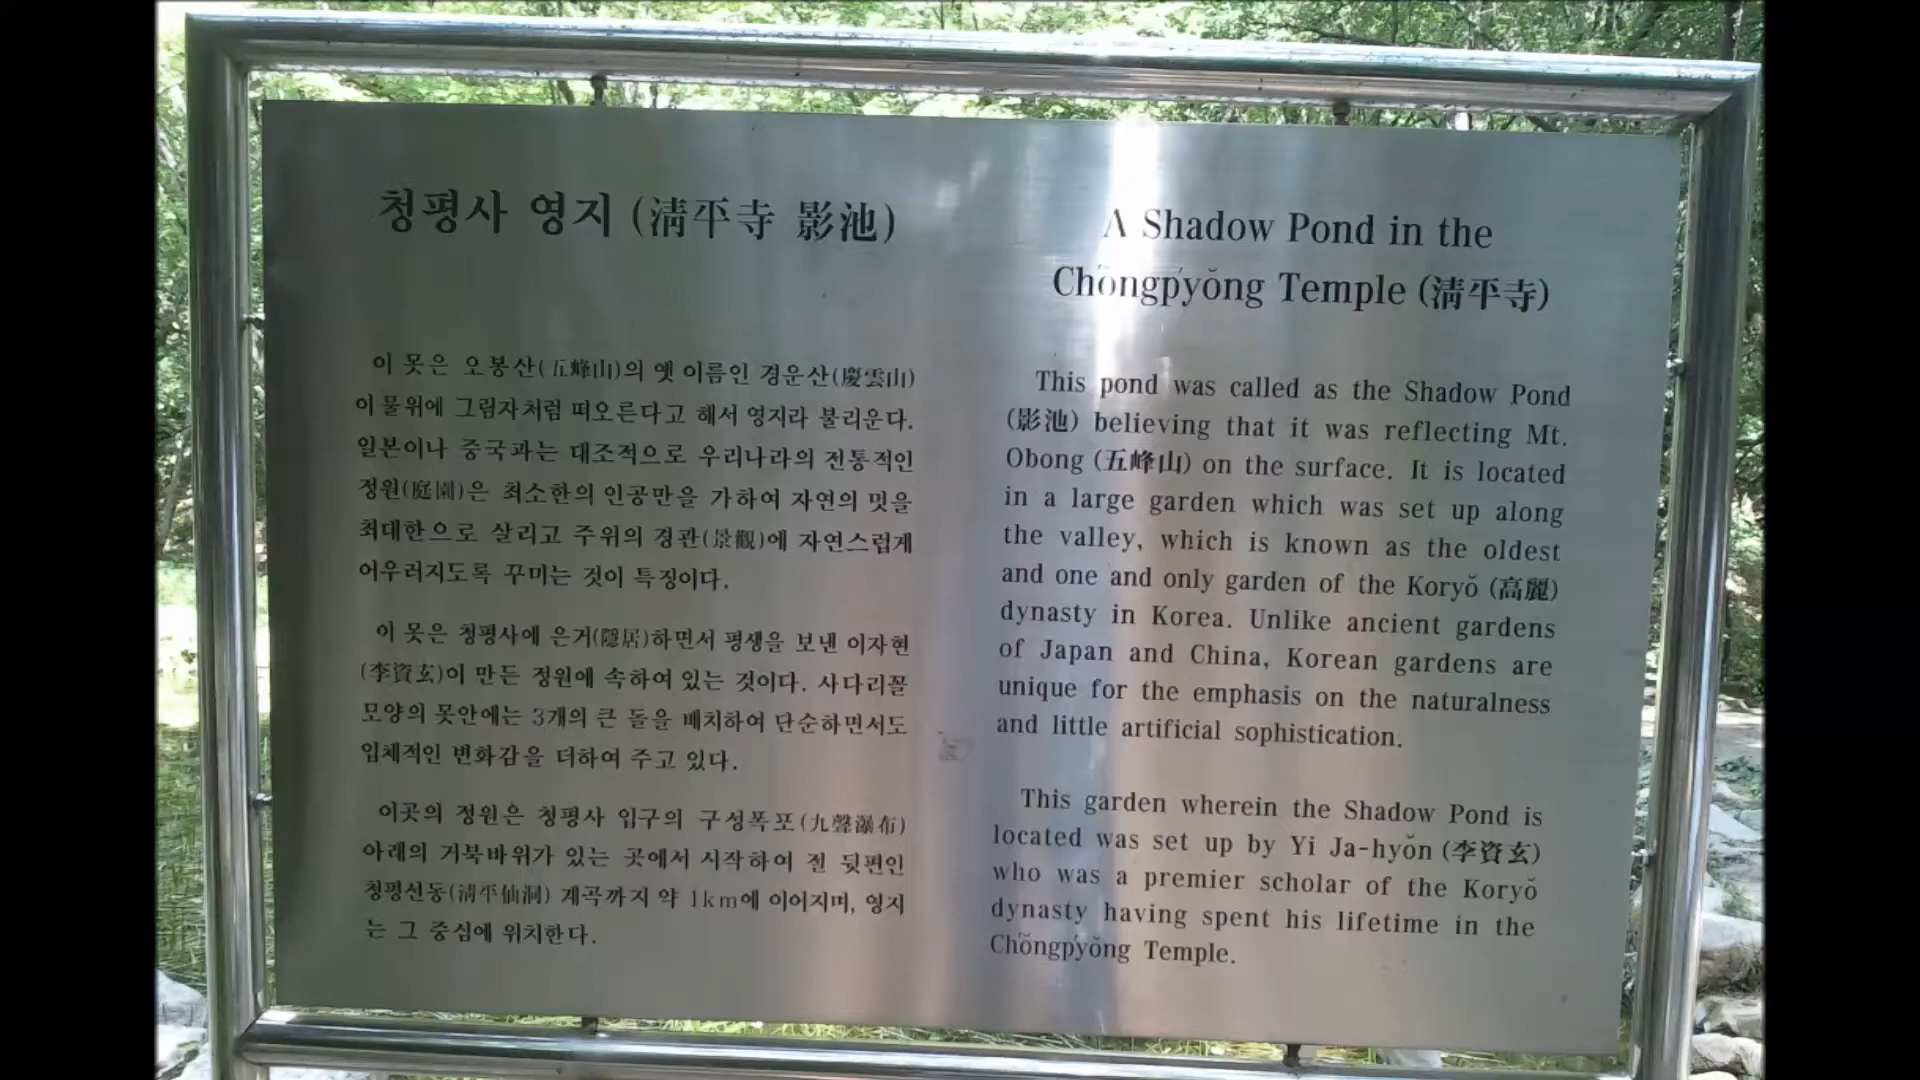 청평사 영지 (淸平寺 影池)
이 못은 오봉산(五峰山)의 옛 이름인 경운산(慶雲山)
이 물위에 그림자처럼 떠오른다고 해서 영지라 불리운다.
일본이나 중국과는 대조적으로 우리나라의 전통적인
정원(庭園)은 최소한의 인공만을 가하여 자연의 멋을
최대한으로 살리고 주위의 경관(景觀)에 자연스럽게
어우러지도록 꾸미는 것이 특징이다.
이 못은 청평사에 은거(隱居)하면서 평생을 보낸 이자현
(李資玄)이 만든 정원에 속하여 있는 것이다. 사다리꼴
모양의 못안에는 3개의 큰 돌을 배치하여 단순하면서도
입체적인 변화감을 더하여 주고 있다.
이곳의 정원은 청평사 입구의 구성폭포(九聲瀑布)
아래의 거북바위가 있는 곳에서 시작하여 절 뒷편인
청평선동(淸平仙洞) 계곡까지 약 1km에 이어지며, 영지
는 그 중심에 위치한다.
A Shadow Pond in the
Ch'ŏngp'yŏng Temple (淸平寺)
This pond was called as the Shadow Pond
(影池) believing that it was reflecting Mt.
Obong (五峰山) on the surface. It is located
in a large garden which was set up along
the valley, which is known as the oldest
and one and only garden of the Koryŏ (高麗)
dynasty in Korea. Unlike ancient gardens
of Japan and China, Korean gardens are
unique for the emphasis on the naturalness
and little artificial sophistication.
This garden wherein the Shadow Pond is
located was set up by Yi Ja-hyŏn (李資玄)
who was a premier scholar of the Koryŏ
dynasty having spent his lifetime in the
Ch'ŏngp'yŏng Temple.